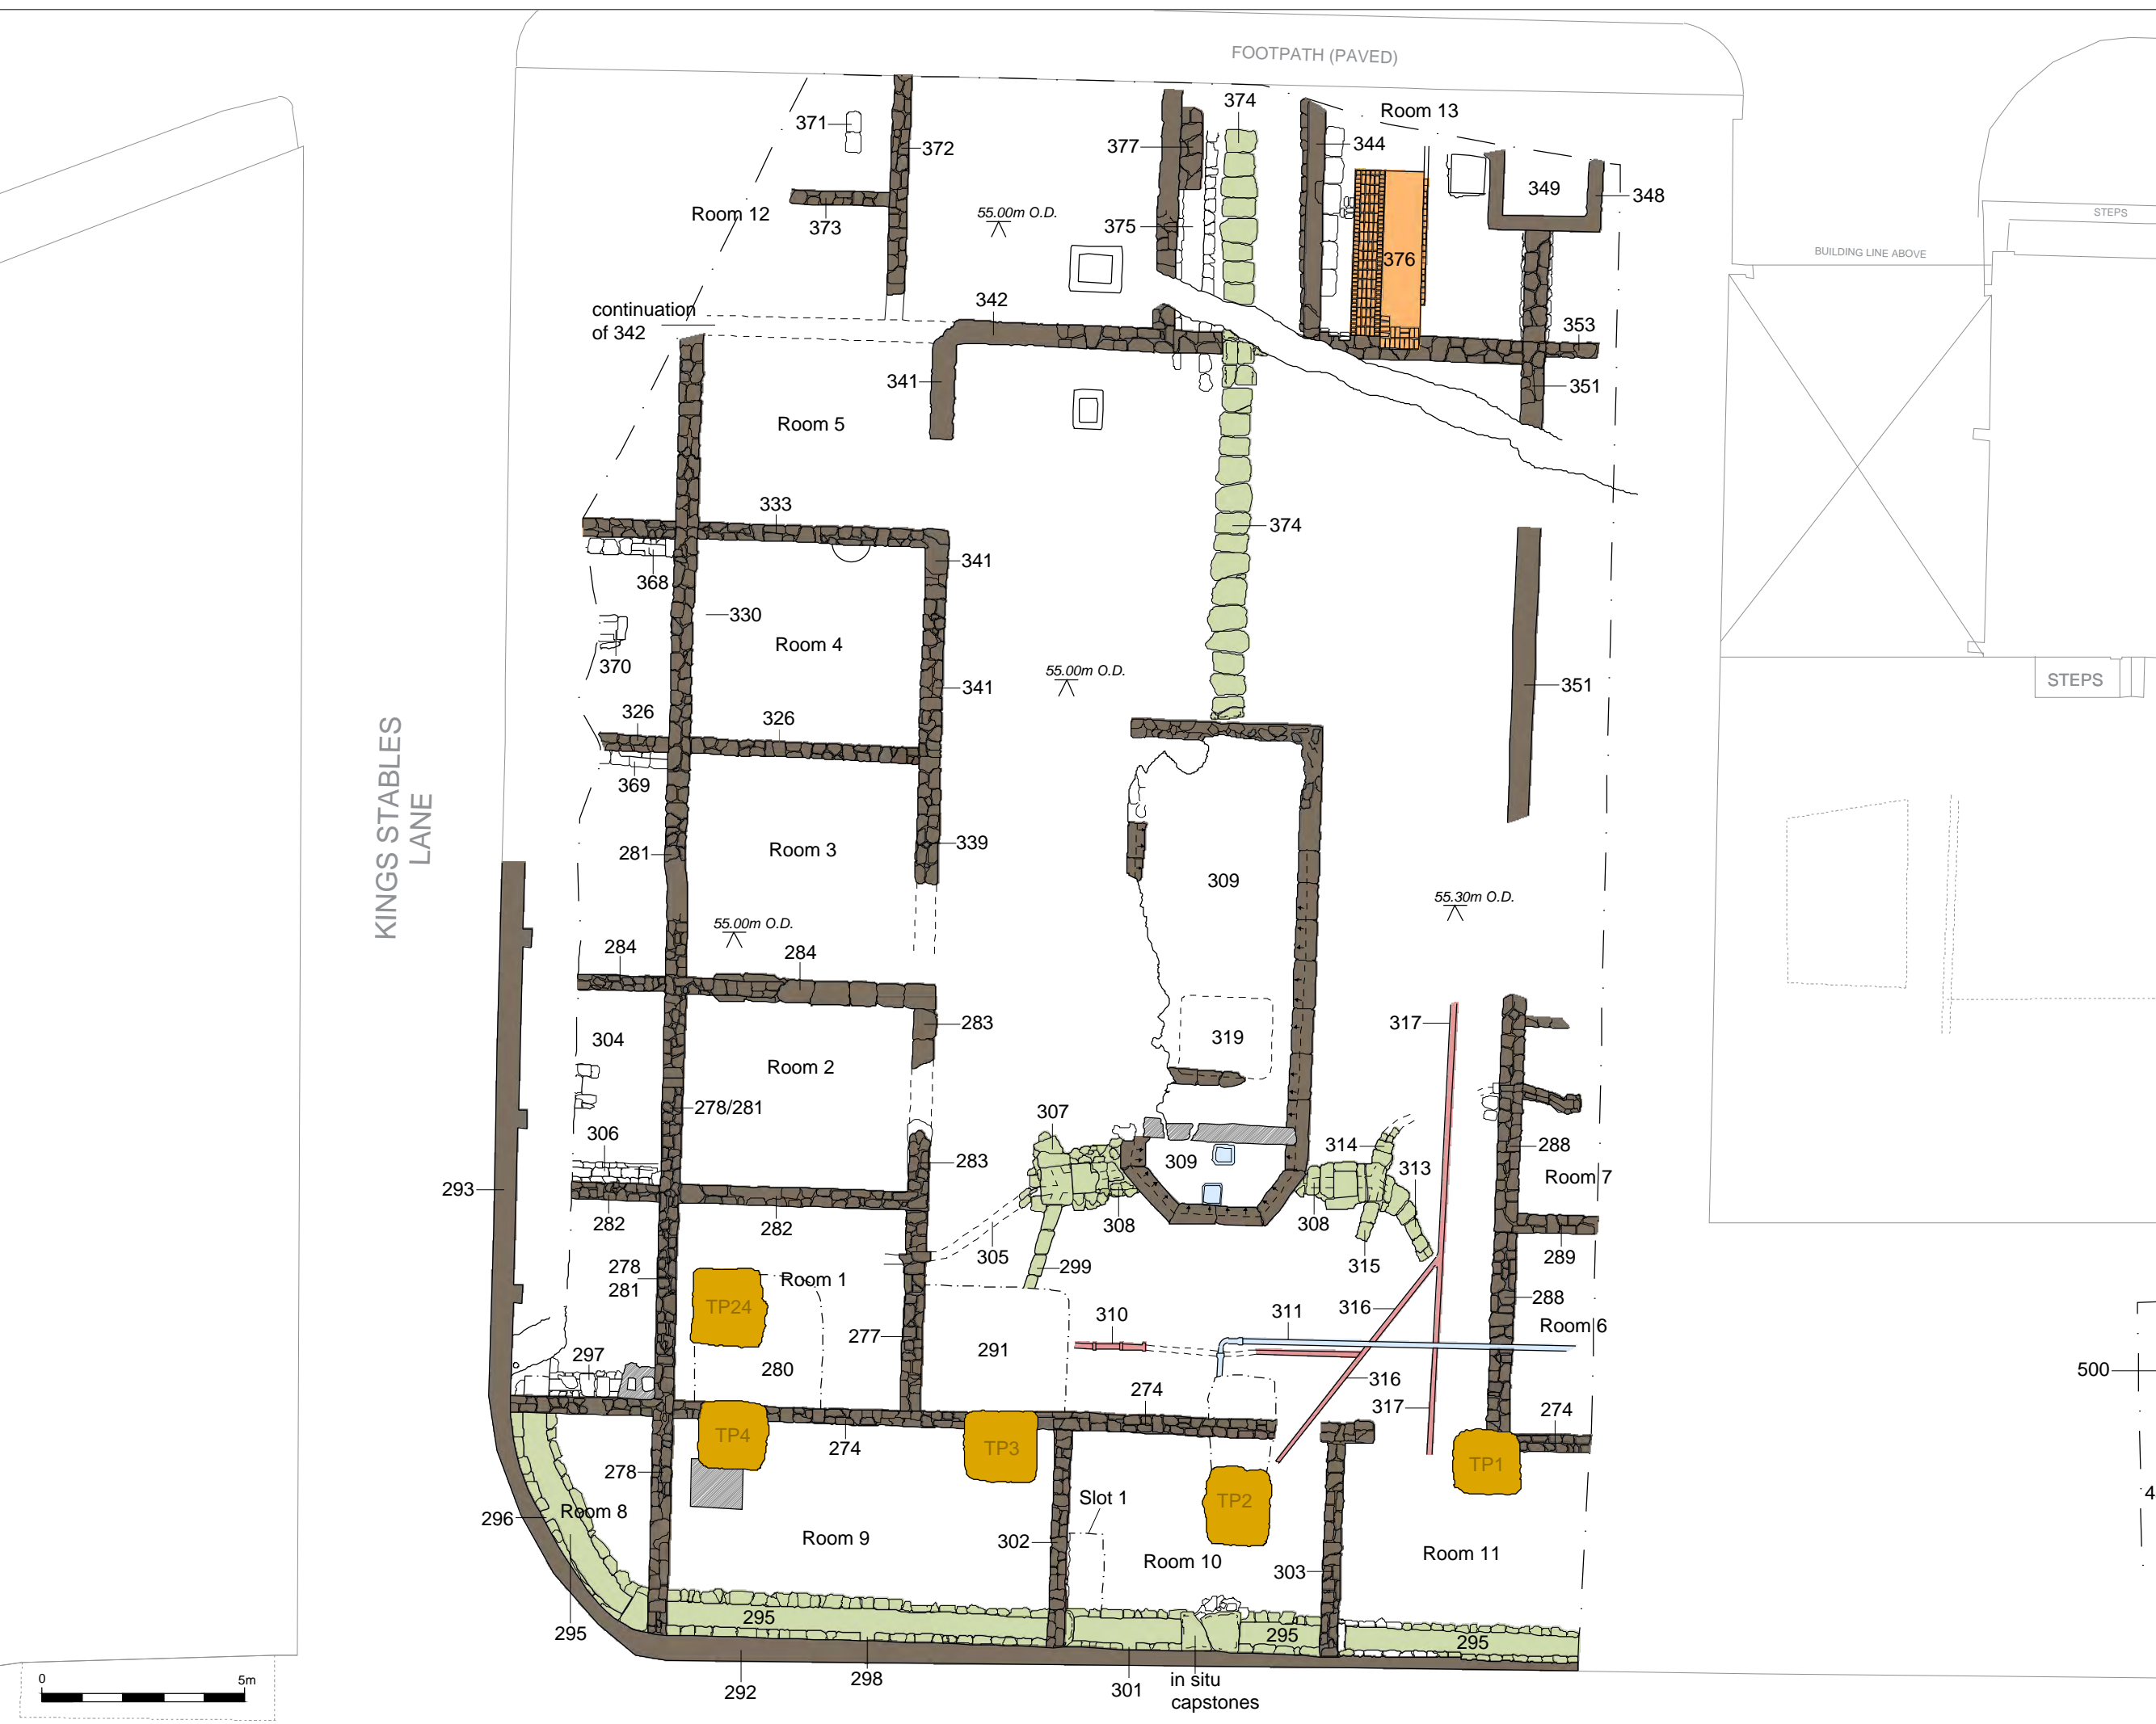 FOOTPATH (PAVED)
374
Room 13
371
372
377
344
349
348
Room 12
373
55.00m O.D.
375
376
STEPS
BUILDING LINE ABOVE
continuation
of 342
342
353
341
351
Room 5
333
374
341
368
330
Room 4
370
341
351
STEPS
326
326
369
KINGS STABLES
LANE
281
Room 3
339
309
55.00m O.D.
55.00m O.D.
55.30m O.D.
284
284
283
317
304
319
Room 2
278/281
307
306
283
309
314
313
288
Room 7
293
282
282
308
308
305
315
289
278
281
Room 1
299
TP24
288
310
311
316
Room 6
277
291
297
280
316
500
274
317
274
TP4
TP3
274
TP1
278
TP2
Slot 1
4
296
Room 8
Room 9
302
Room 10
303
Room 11
295
295
295
295
0
5m
292
298
301
in situ
capstones